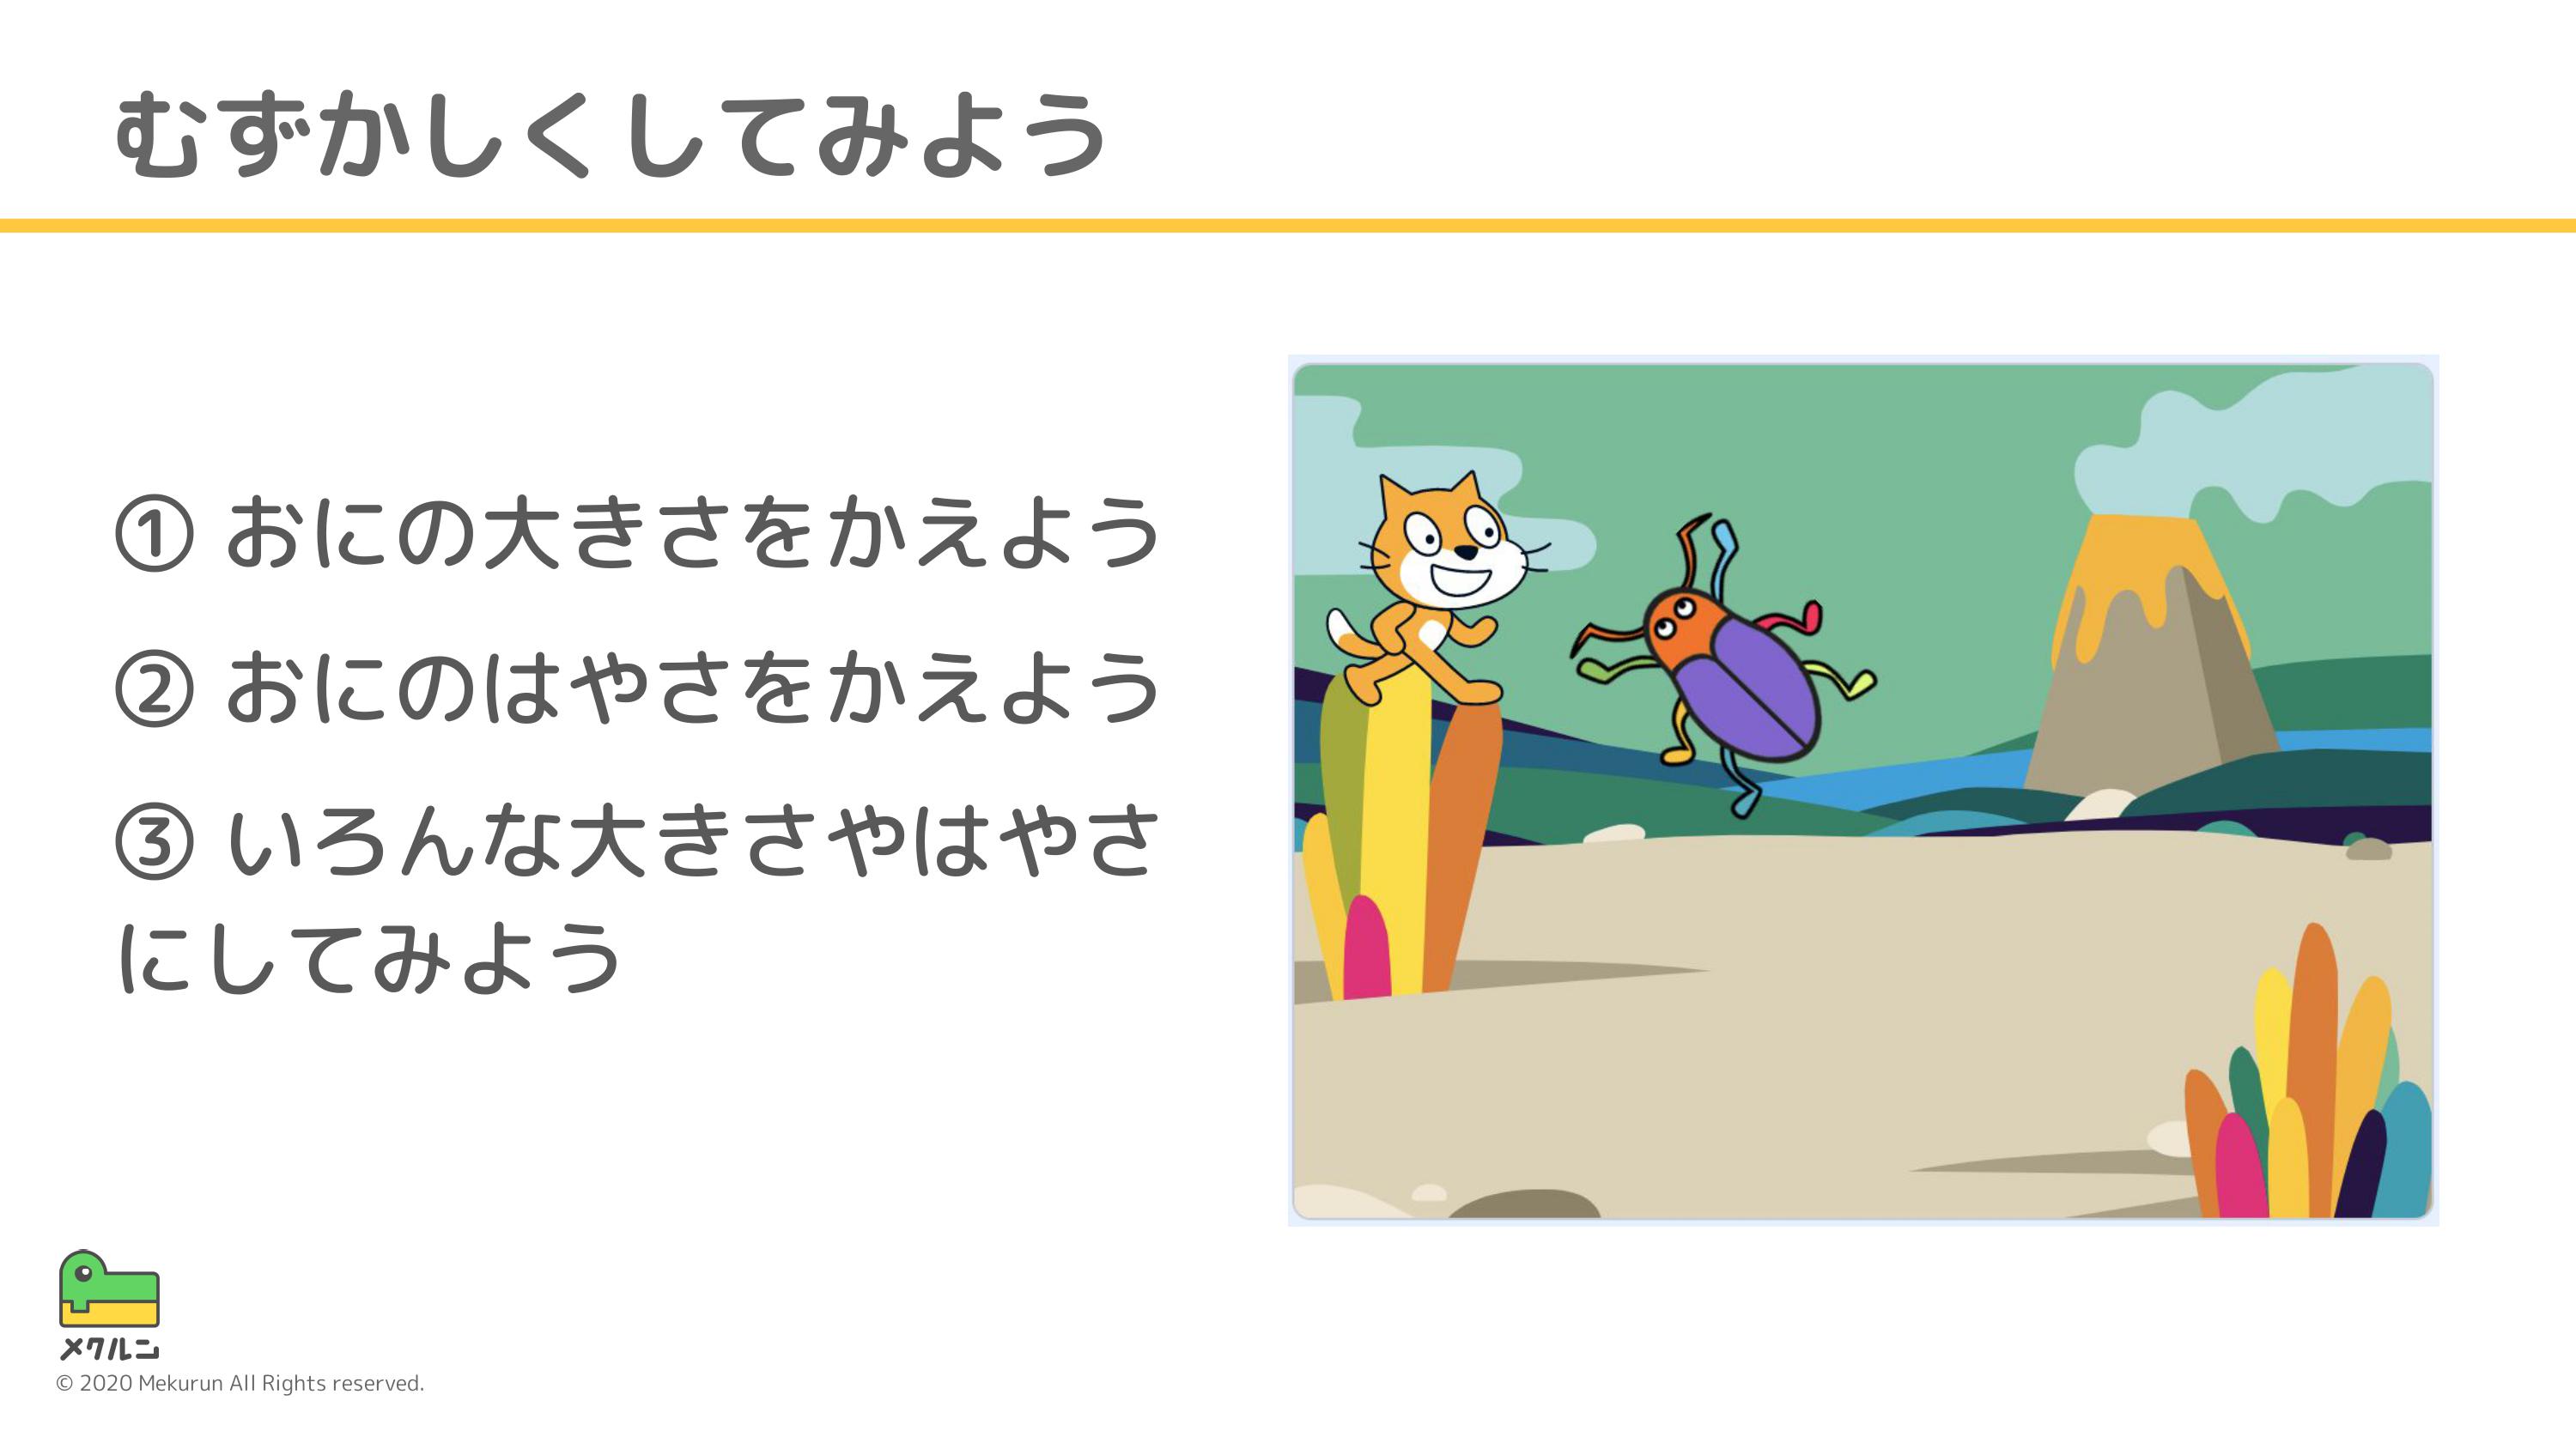 むずかしくしてみよう
① おにの大きさをかえよう
② おにのはやさをかえよう
③ いろんな大きさやはやさ
にしてみよう
メクルン
© 2020 Mekurun All Rights reserved.